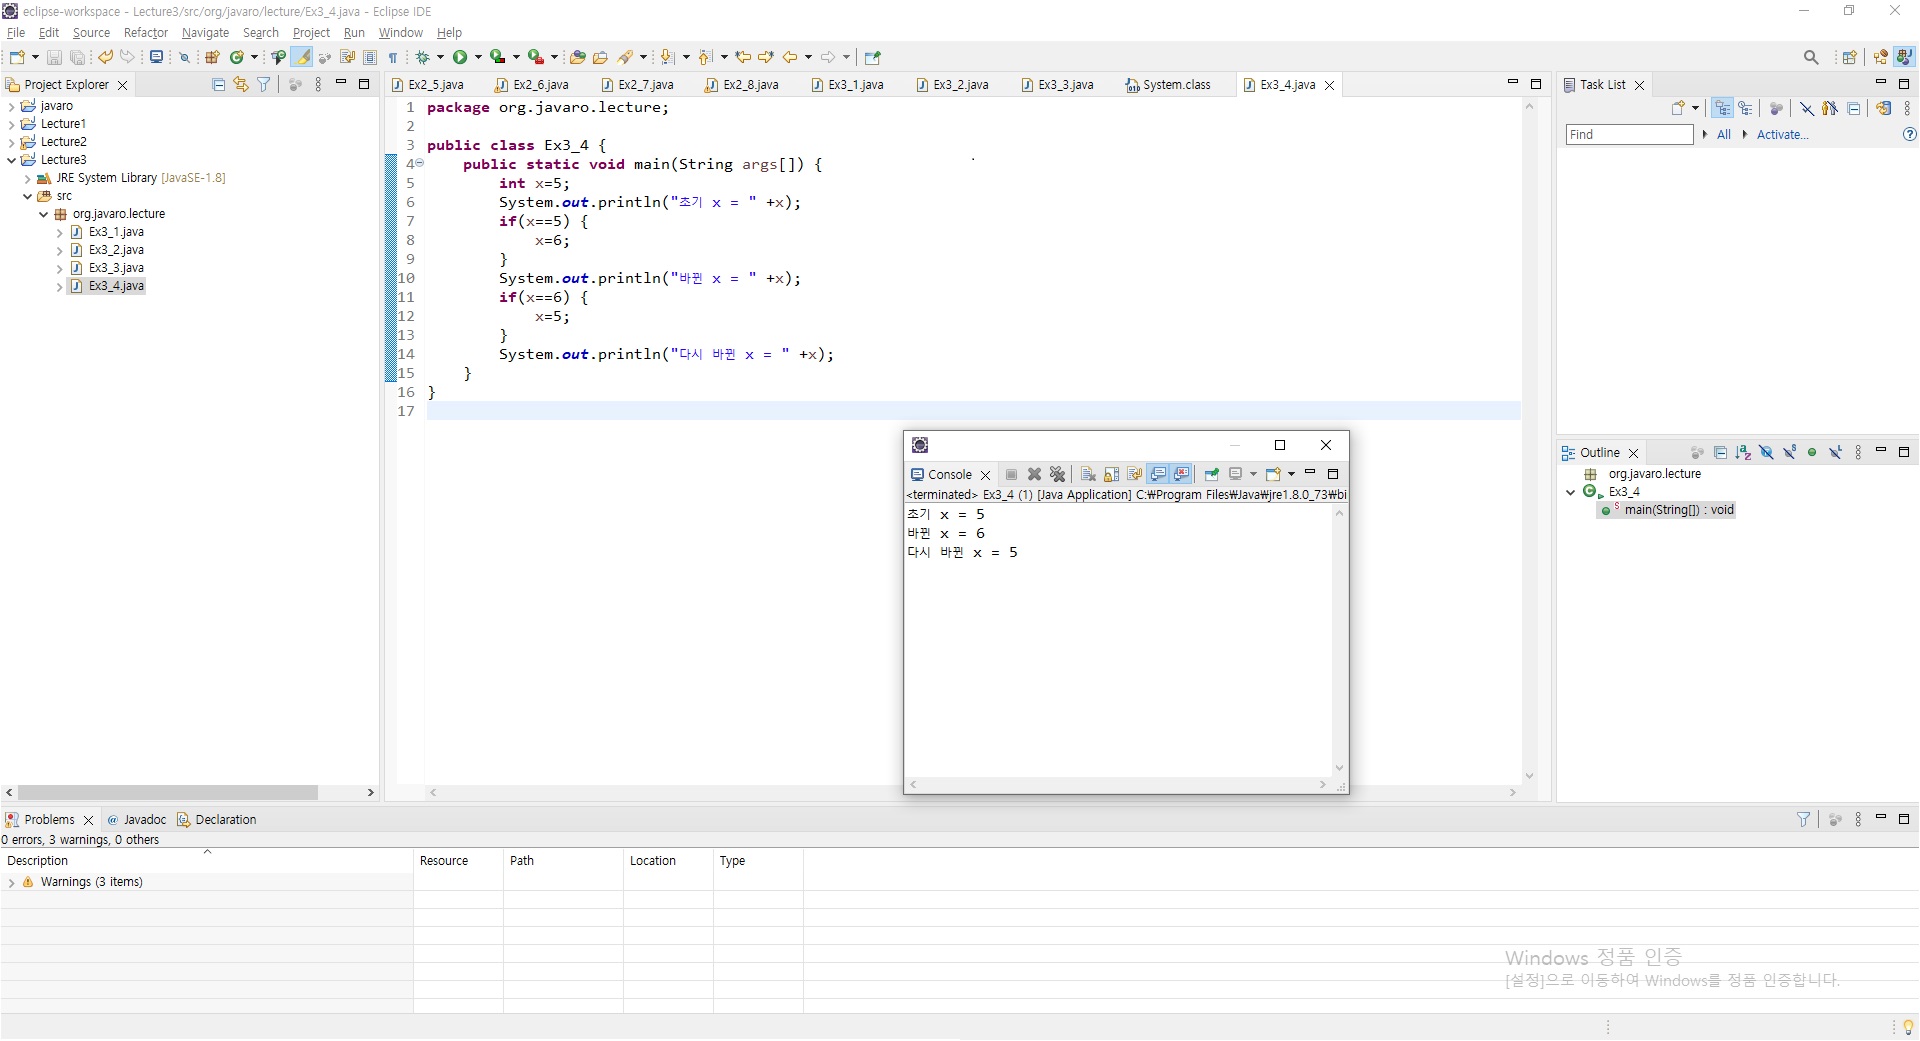 eclipse-workspace - Lecture3/src/org/javaro/lecture/Ex3_4.java - Eclipse IDE
File Edit Source Refactor Navigate Search Project Run Window Help
Project Explorer
javaro
Lecture1
Lecture2
Lecture3
JRE System Library [JavaSE-1.8]
src
org.javaro.lecture
Ex3_1.java
Ex3_2.java
Ex3_3.java
Ex3_4.java
Ex2_5.java Ex2_6.java Ex2_7.java Ex2_8.java Ex3_1.java Ex3_2.java Ex3_3.java System.class Ex3_4.java
1 package org.javaro.lecture;
2
3 public class Ex3_4 {
4 public static void main(String args[]) {
5 int x=5;
6 System.out.println("초기 x = " +x);
7 if(x==5) {
8 x=6;
9 }
10 System.out.println("바뀐 x = " +x);
11 if(x==6) {
12 x=5;
13 }
14 System.out.println("다시 바뀐 x = " +x);
15 }
16 }
17
Console
<terminated> Ex3_4 (1) [Java Application] C:₩Program Files₩Java₩jre1.8.0_73₩bi
초기 x = 5
바뀐 x = 6
다시 바뀐 x = 5
Task List
Find All Activate...
Outline
org.javaro.lecture
Ex3_4
main(String[]) : void
Problems Javadoc Declaration
0 errors, 3 warnings, 0 others
Description Resource Path Location Type
Warnings (3 items)
Windows 정품 인증
[설정]으로 이동하여 Windows를 정품 인증합니다.